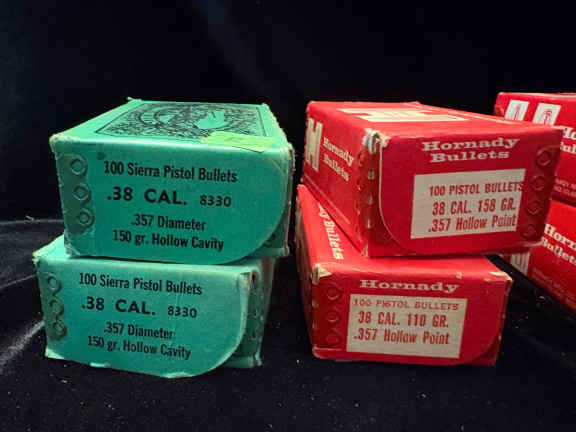 100 Sierra Pistol Bullets
.38 CAL. 8330
.357 Diameter
150 gr. Hollow Cavity
100 Sierra Pistol Bullets
.38 CAL. 8330
.357 Diameter
150 gr. Hollow Cavity
H
Hornady
Bullets
Hornady
Bullets
100 PISTOL BULLETS
38 CAL. 158 GR.
.357 Hollow Point
Bullets
Hornady
100 PISTOL BULLETS
38 CAL. 110 GR.
.357 Hollow Point
Hornady